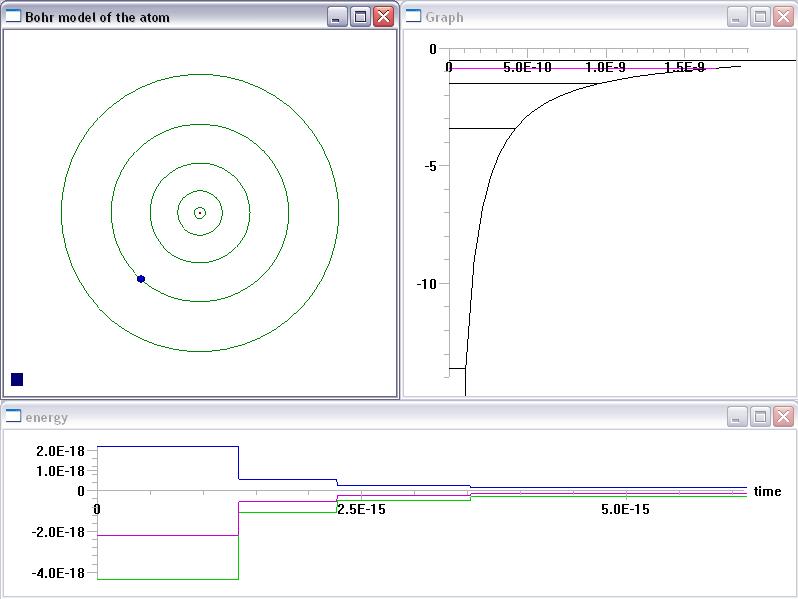 Bohr model of the atom
Graph
0
0 5.0E-10 1.0E-9 1.5E-9
-5
-10
energy
2.0E-18
1.0E-18
0
time
0 2.5E-15 5.0E-15
-2.0E-18
-4.0E-18